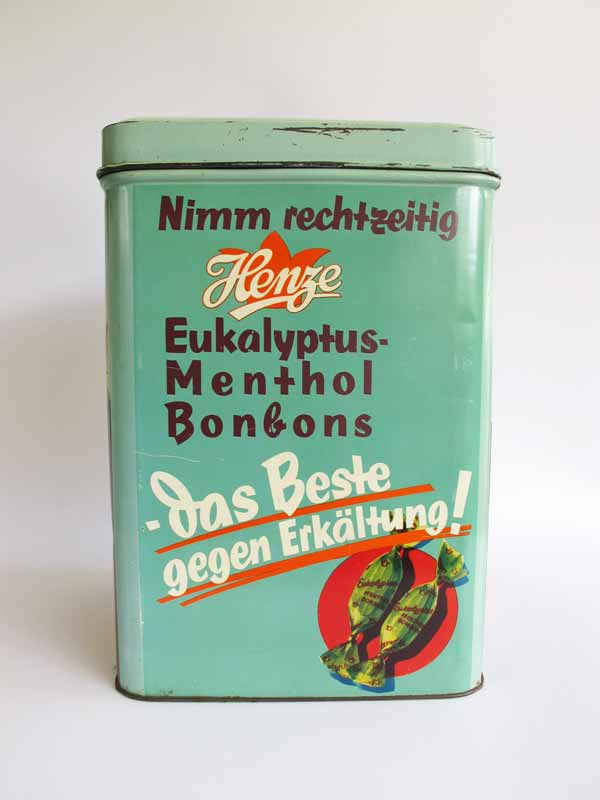 Nimm rechtzeitig
Henze
Eukalyptus-
Menthol
Bonbons
-das Beste
gegen Erkältung!